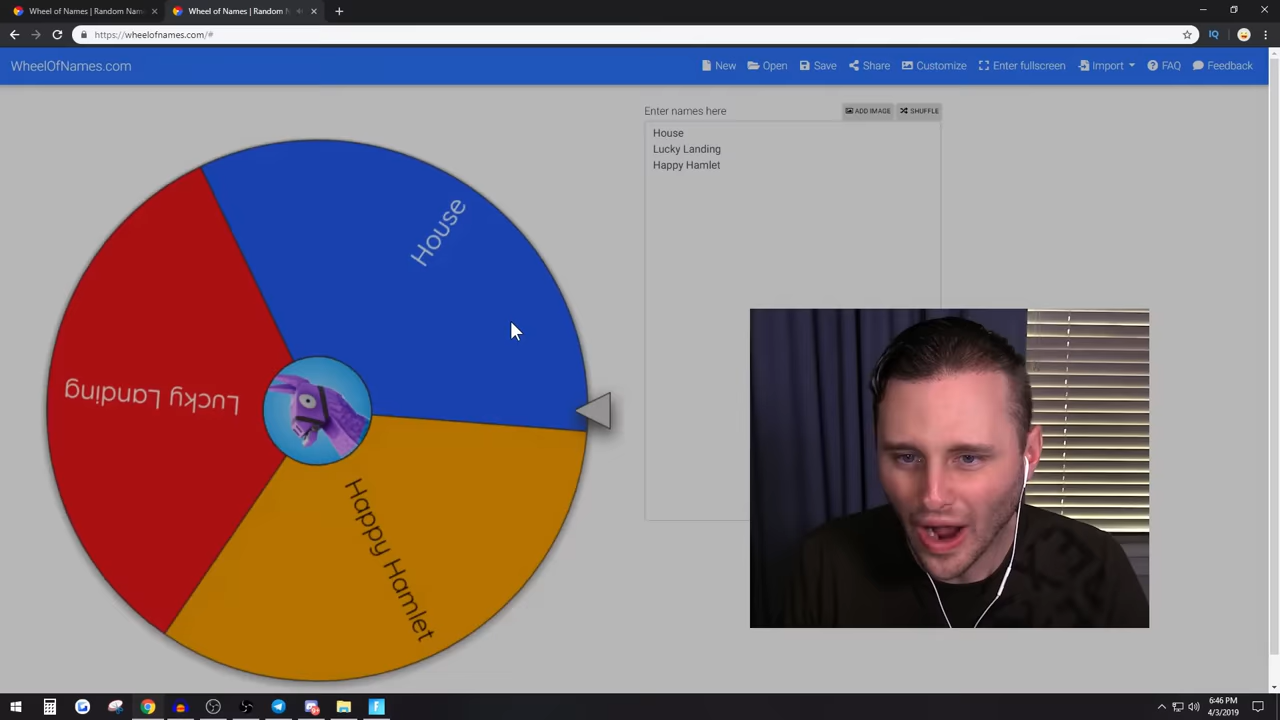 Wheel of Names | Random Nam
Wheel of Names | Random N
https://wheelofnames.com/#
IQ
WheelOfNames.com
New
Open
Save
Share
Customize
Enter fullscreen
Import
FAQ
Feedback
Enter names here
ADD IMAGE
SHUFFLE
House
Lucky Landing
Happy Hamlet
House
Lucky Landing
Happy Hamlet
6:46 PM
4/3/2019